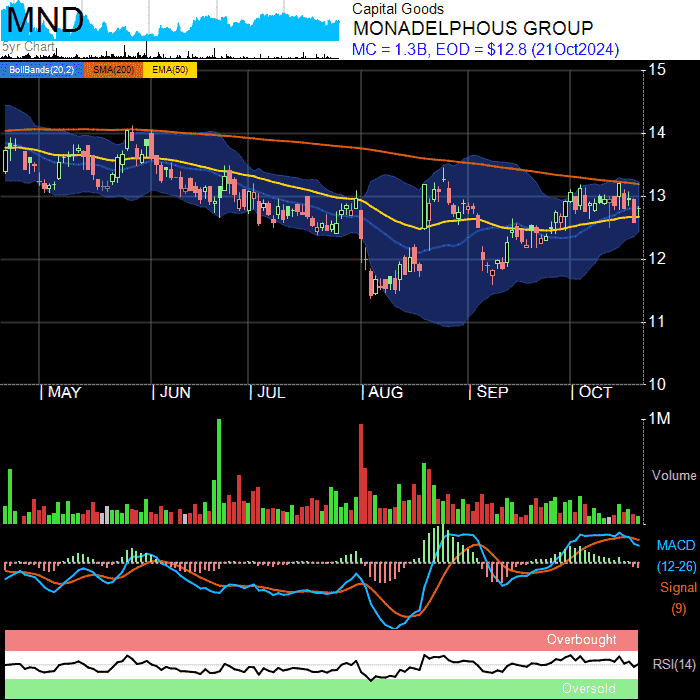 MND
Capital Goods
MONADELPHOUS GROUP
5yr Chart
MC = 1.3B, EOD = $12.8 (21Oct2024)
BollBands(20,2) SMA(200) EMA(50)
15
14
13
12
11
10
MAY JUN JUL AUG SEP OCT
1M
Volume
MACD
(12-26)
Signal
(9)
Overbought
RSI(14)
Oversold